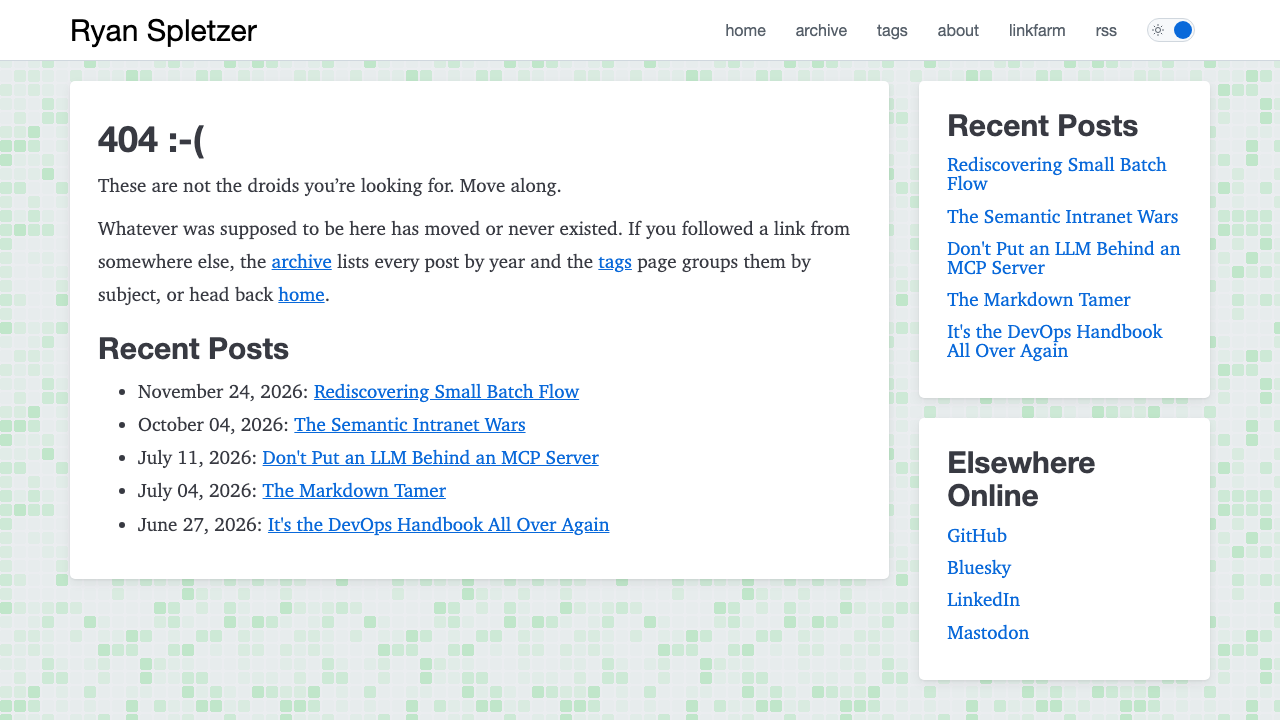 Ryan Spletzer
home
archive
tags
about
linkfarm
rss
404 :-(
These are not the droids you’re looking for. Move along.
Whatever was supposed to be here has moved or never existed. If you followed a link from
somewhere else, the archive lists every post by year and the tags page groups them by
subject, or head back home.
Recent Posts
November 24, 2026: Rediscovering Small Batch Flow
October 04, 2026: The Semantic Intranet Wars
July 11, 2026: Don't Put an LLM Behind an MCP Server
July 04, 2026: The Markdown Tamer
June 27, 2026: It's the DevOps Handbook All Over Again
Recent Posts
Rediscovering Small Batch
Flow
The Semantic Intranet Wars
Don't Put an LLM Behind an
MCP Server
The Markdown Tamer
It's the DevOps Handbook
All Over Again
Elsewhere
Online
GitHub
Bluesky
LinkedIn
Mastodon